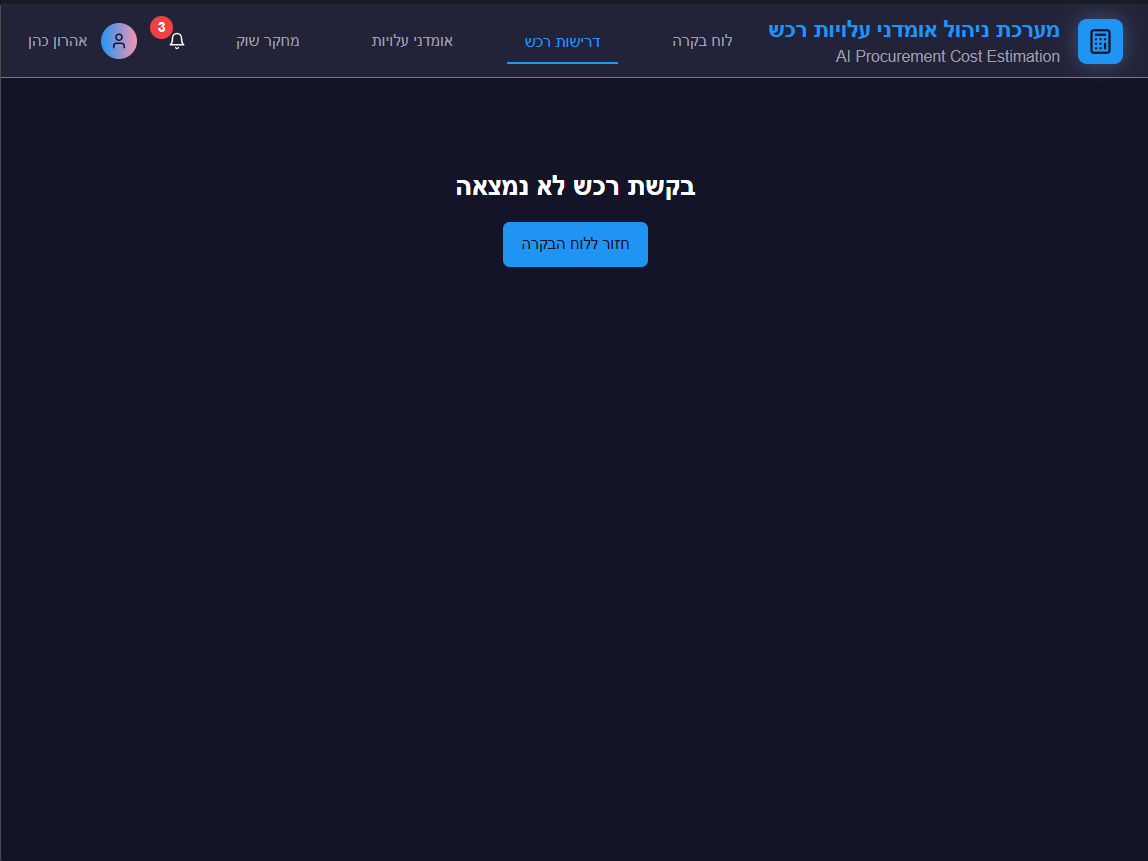 מערכת ניהול אומדני עלויות רכש
AI Procurement Cost Estimation
לוח בקרה
דרישות רכש
אומדני עלויות
מחקר שוק
3
אהרון כהן
בקשת רכש לא נמצאה
חזור ללוח הבקרה